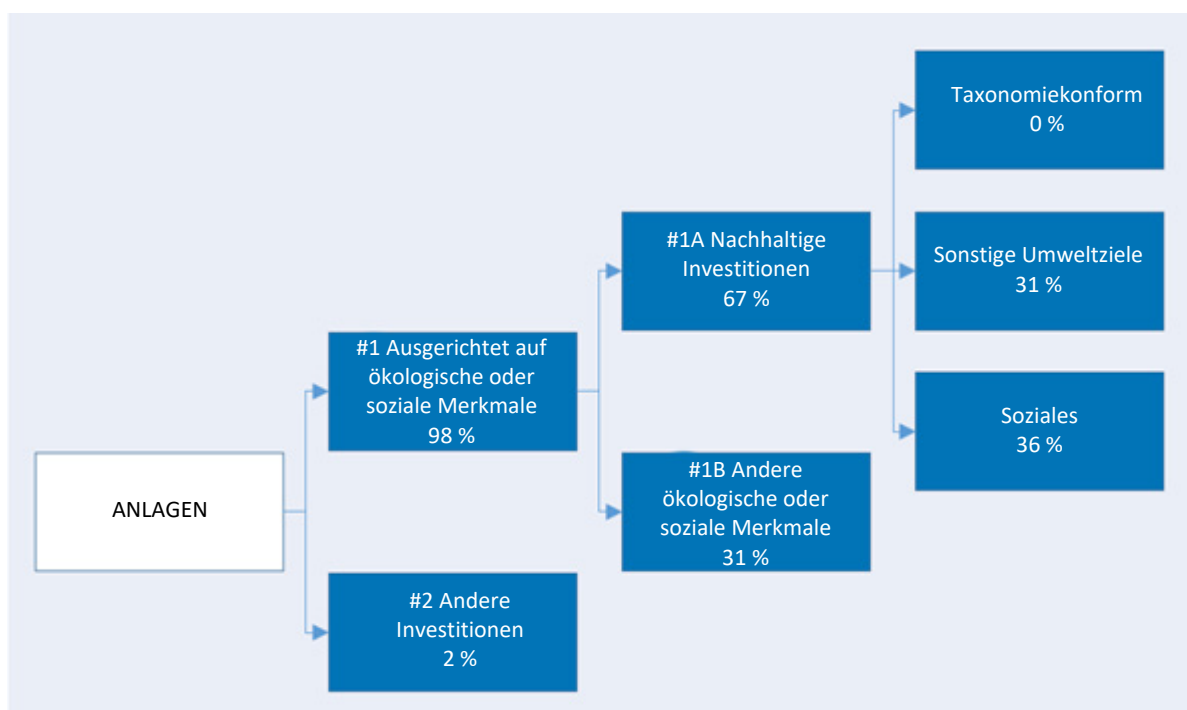 ANLAGEN
#1 Ausgerichtet auf
ökologische oder
soziale Merkmale
98 %
#2 Andere
Investitionen
2 %
#1A Nachhaltige
Investitionen
67 %
#1B Andere
ökologische oder
soziale Merkmale
31 %
Taxonomiekonform
0 %
Sonstige Umweltziele
31 %
Soziales
36 %